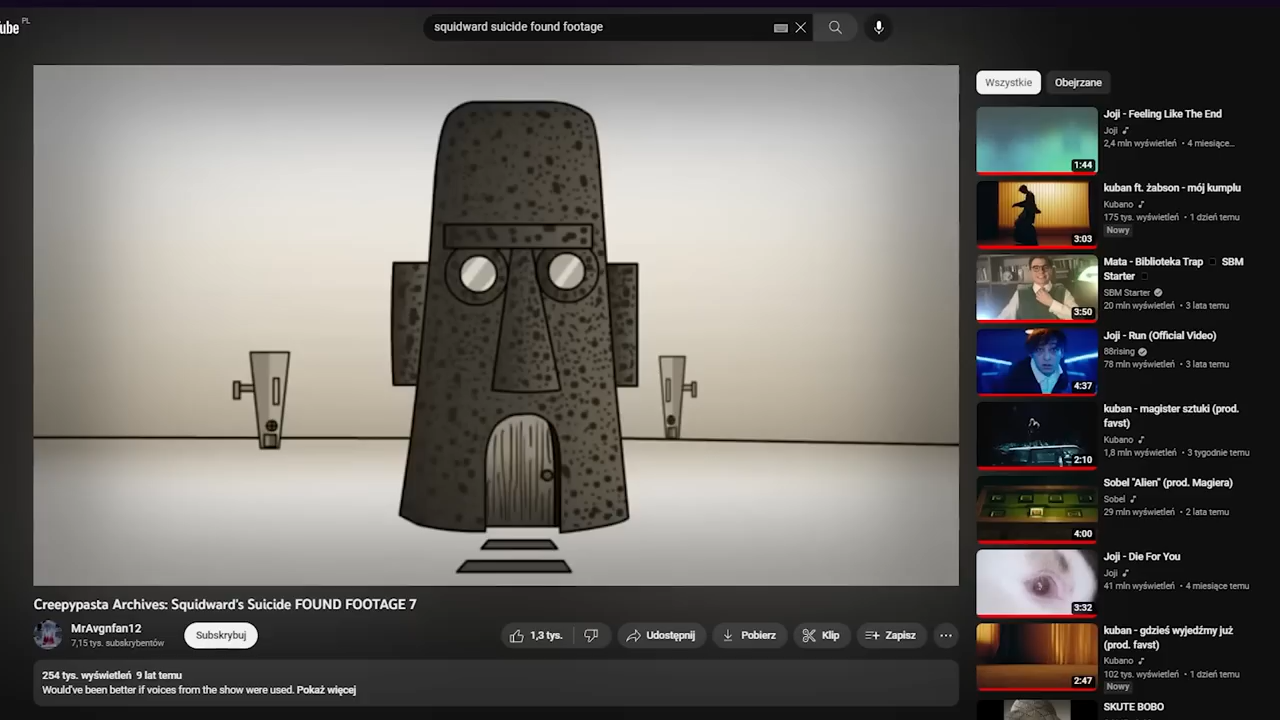 ube PL
squidward suicide found footage
Wszystkie
Obejrzane
Joji - Feeling Like The End
Joji
2,4 mln wyświetleń • 4 miesiące...
1:44
kuban ft. żabson - mój kumplu
Kubano
175 tys. wyświetleń • 1 dzień temu
Nowy
3:03
Mata - Biblioteka Trap SBM
Starter
SBM Starter
20 mln wyświetleń • 3 lata temu
3:50
Joji - Run (Official Video)
88rising
78 mln wyświetleń • 3 lata temu
4:37
kuban - magister sztuki (prod.
favst)
Kubano
1,8 mln wyświetleń • 3 tygodnie temu
2:10
Sobel "Alien" (prod. Magiera)
Sobel
29 mln wyświetleń • 2 lata temu
4:00
Joji - Die For You
Joji
41 mln wyświetleń • 4 miesiące temu
3:32
kuban - gdzieś wyjedźmy już
(prod. favst)
Kubano
102 tys. wyświetleń • 1 dzień temu
Nowy
2:47
SKUTE BOBO
Creepypasta Archives: Squidward's Suicide FOUND FOOTAGE 7
MrAvgnfan12
7,15 tys. subskrybentów
Subskrybuj
1,3 tys.
Udostępnij
Pobierz
Klip
Zapisz
254 tys. wyświetleń 9 lat temu
Would've been better if voices from the show were used. Pokaż więcej